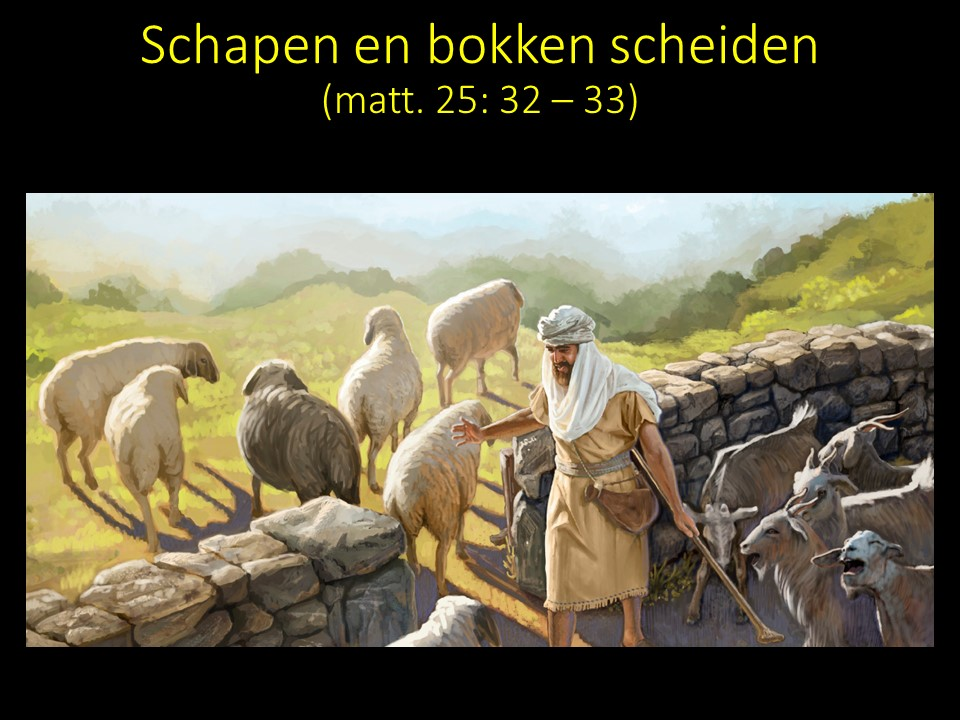 Schapen en bokken scheiden
(matt. 25: 32 – 33)